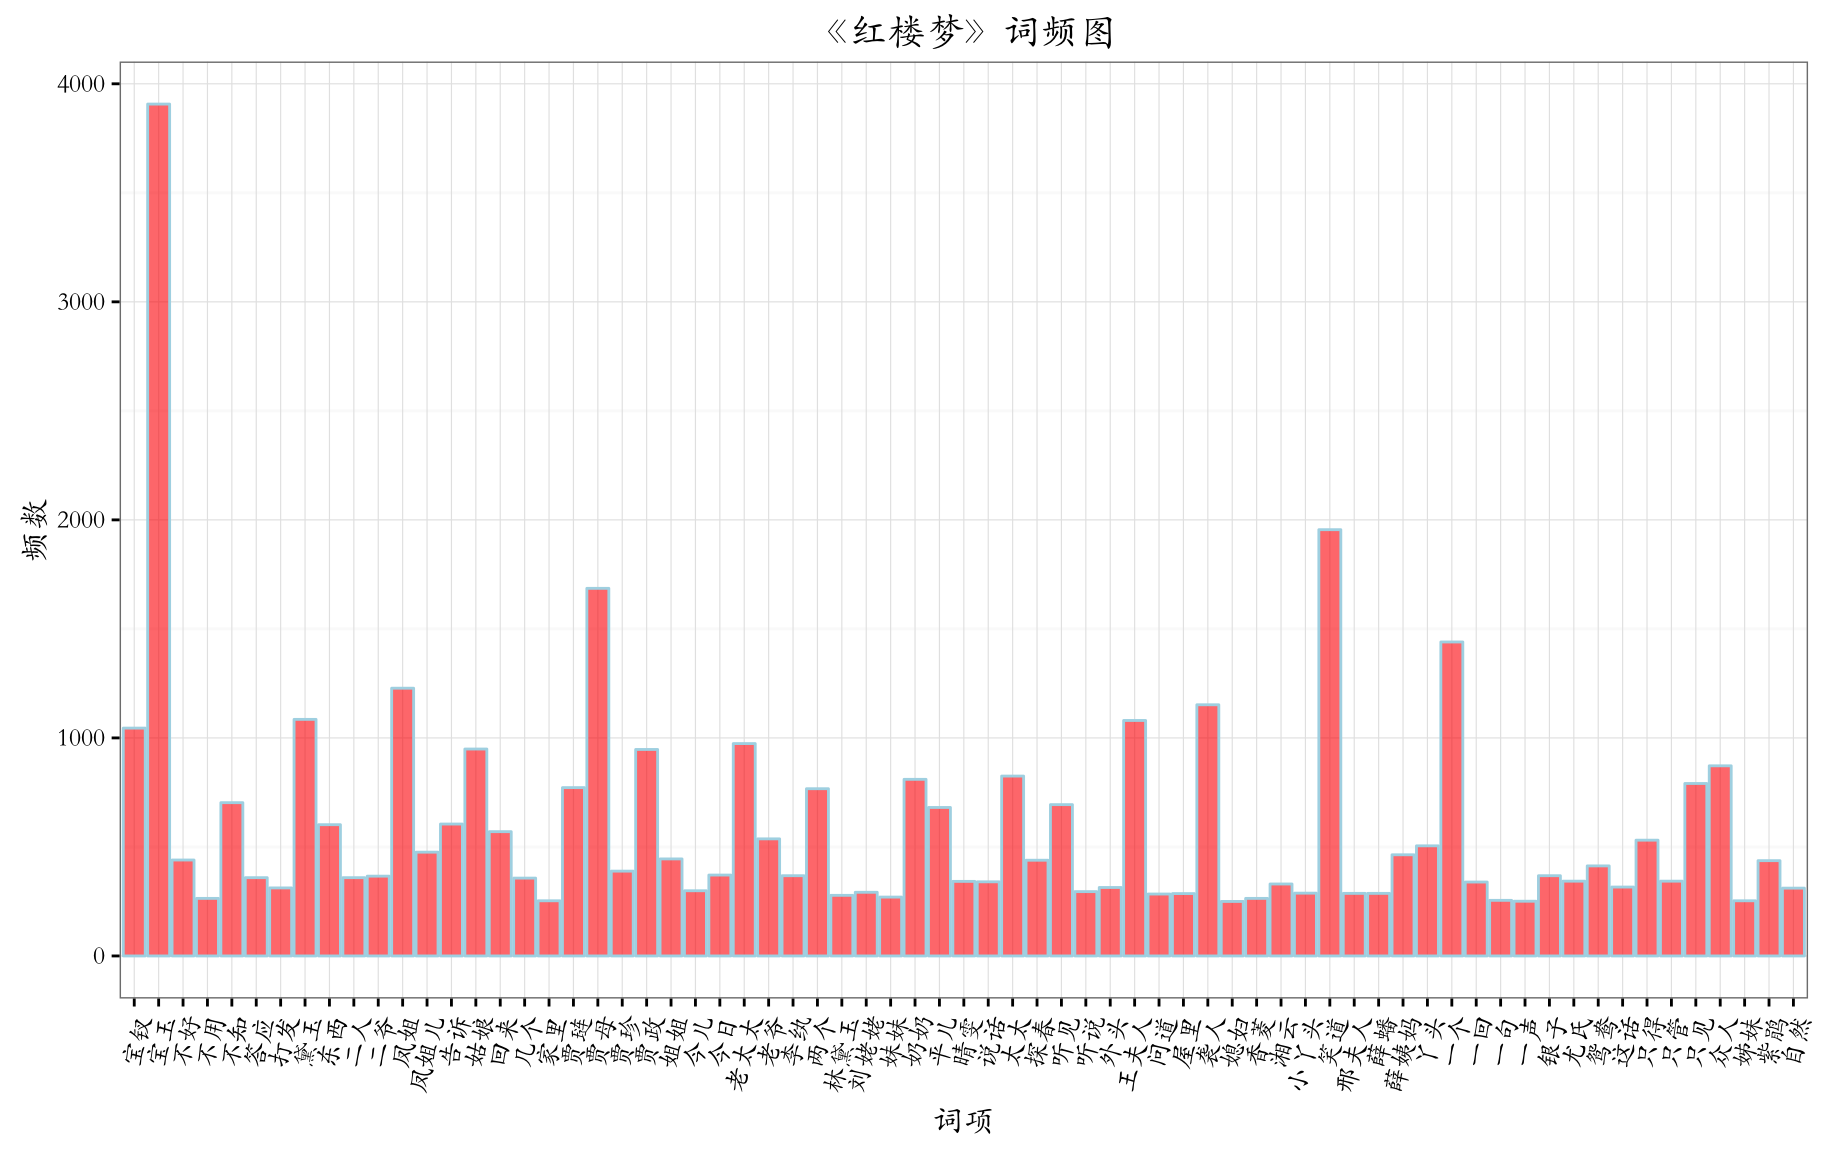 《红楼梦》词频图
频数
4000
3000
2000
1000
0
宝钗
宝玉
不好
不用
不知
答应
打发
黛玉
东西
二人
二爷
凤姐
凤姐儿
告诉
姑娘
回来
几个
家里
贾琏
贾母
贾珍
贾政
姐姐
今儿
今日
老太太
老爷
李纨
两个
林黛玉
刘姥姥
妹妹
奶奶
平儿
晴雯
说话
太太
探春
听见
听说
外头
王夫人
问道
屋里
袭人
媳妇
香菱
湘云
小丫头
笑道
邢夫人
薛蟠
薛姨妈
丫头
一个
一回
一句
一声
银子
尤氏
鸳鸯
这话
只得
只管
只见
众人
姊妹
紫鹃
自然
词项